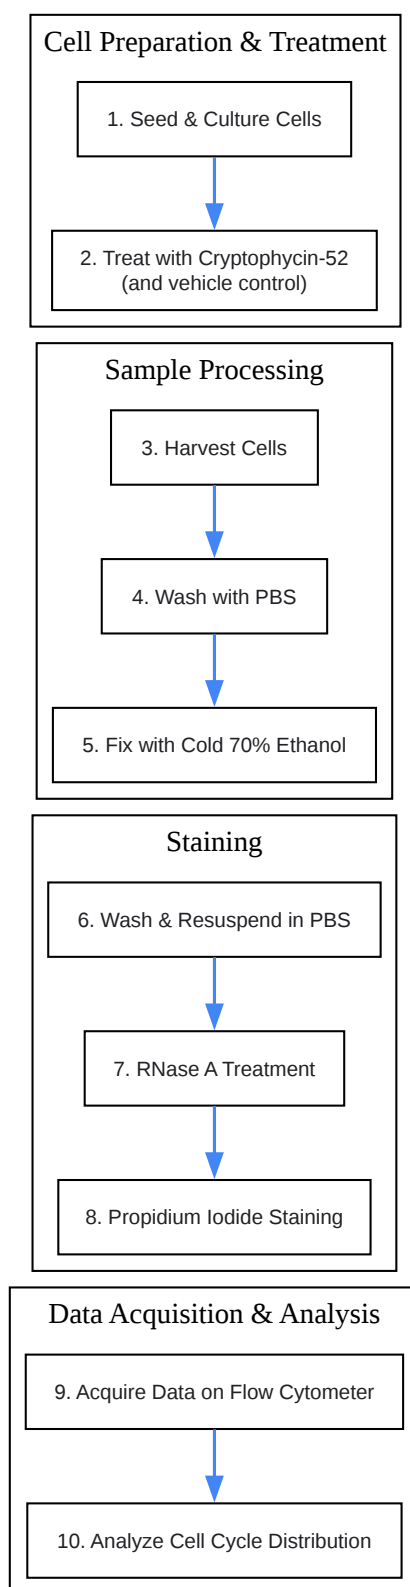 Cell Preparation & Treatment
1. Seed & Culture Cells
2. Treat with Cryptophycin-52
(and vehicle control)
Sample Processing
3. Harvest Cells
4. Wash with PBS
5. Fix with Cold 70% Ethanol
Staining
6. Wash & Resuspend in PBS
7. RNase A Treatment
8. Propidium Iodide Staining
Data Acquisition & Analysis
9. Acquire Data on Flow Cytometer
10. Analyze Cell Cycle Distribution